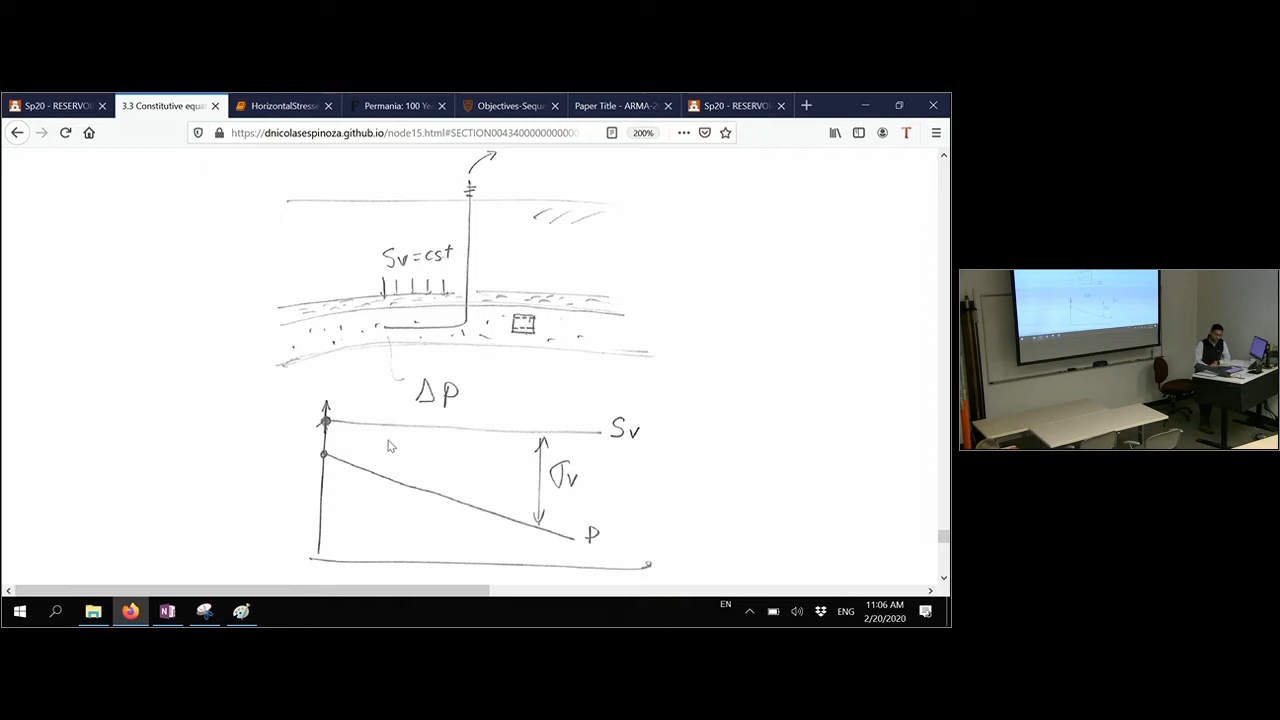 Sp20 - RESERVOI
3.3 Constitutive equa
HorizontalStresse
Permania: 100 Ye
Objectives-Seque
Paper Title - ARMA-2
Sp20 - RESERVOI
https://dnicolasespinoza.github.io/node15.html#SECTION0043400000000000
200%
Sv=cst
Δp
Sv
σv
p
EN
ENG
11:06 AM
2/20/2020